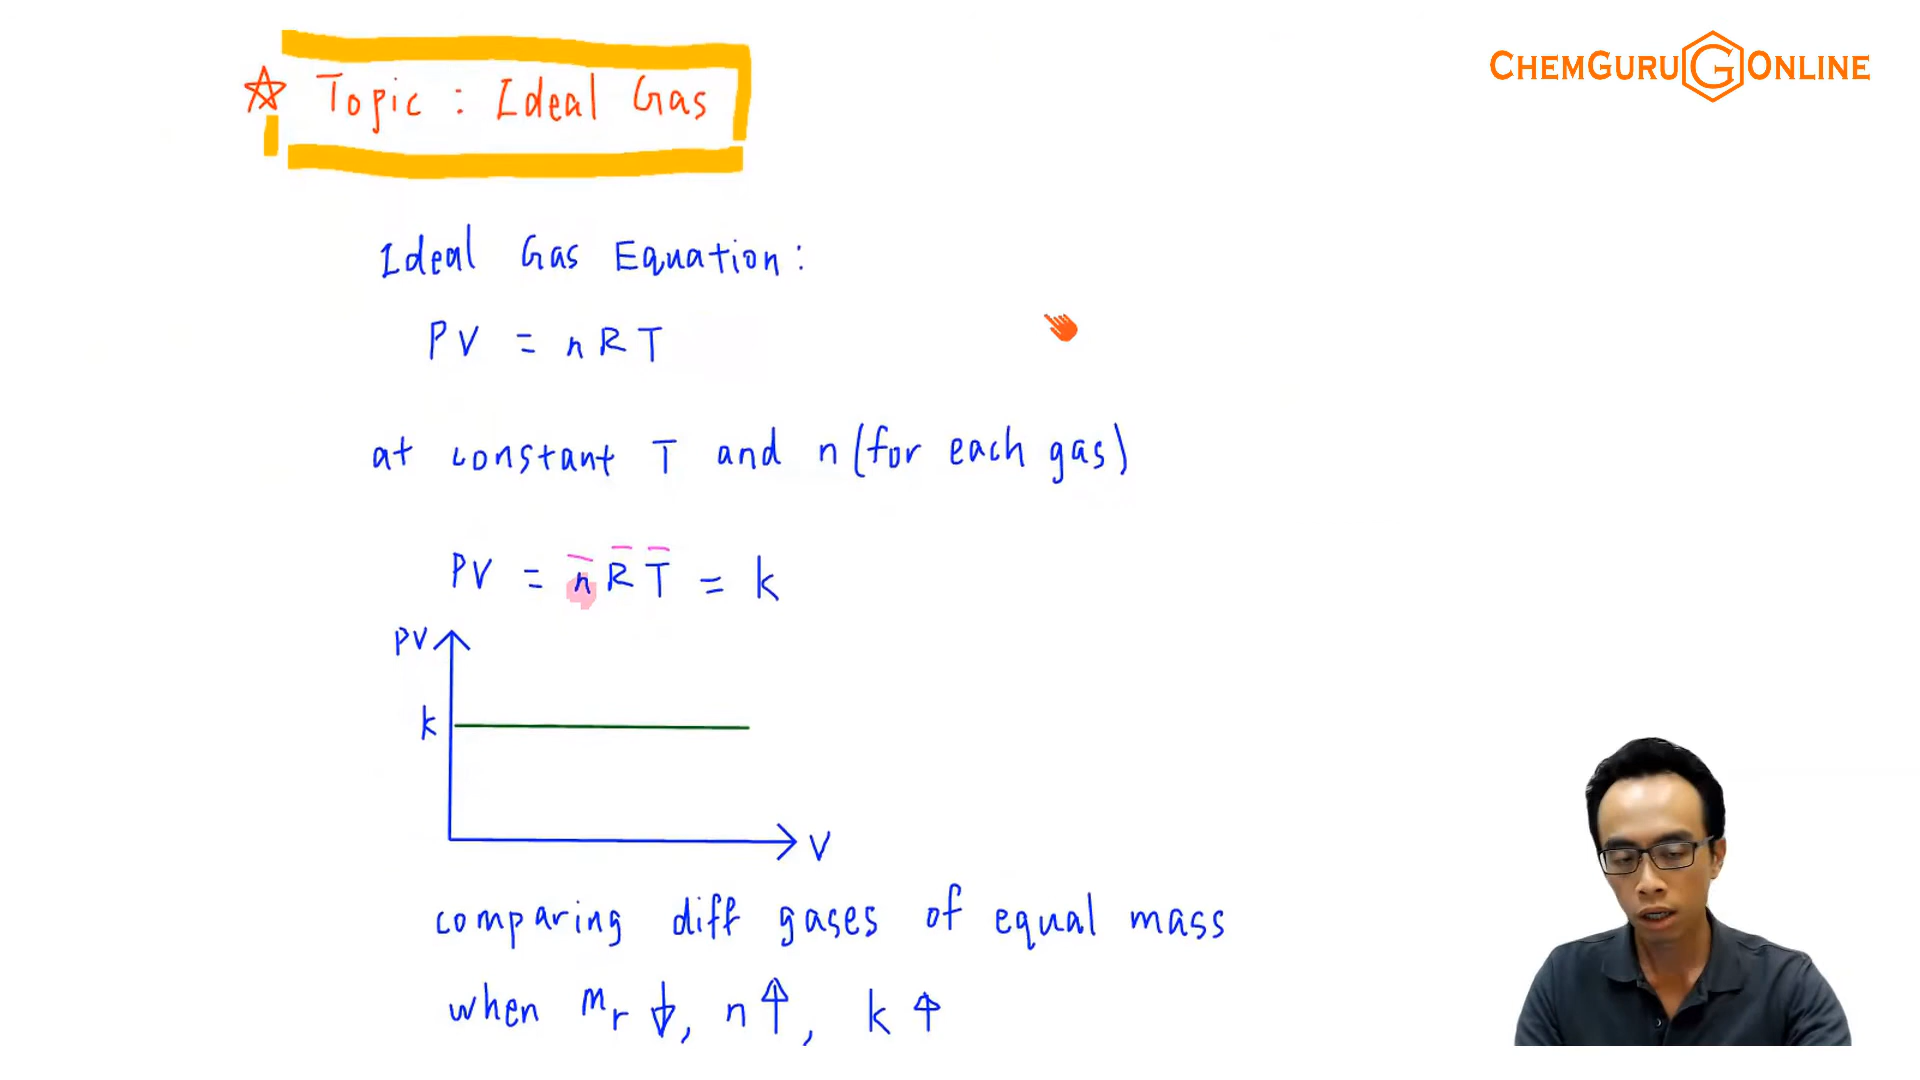 CHEMGURU G ONLINE
☆ Topic : Ideal Gas
Ideal Gas Equation :
PV = nRT
at constant T and n (for each gas)
PV = n̅ R̅ T̅ = k
PV
k
V
comparing diff gases of equal mass
when Mr ↓, n ↑, k ↑